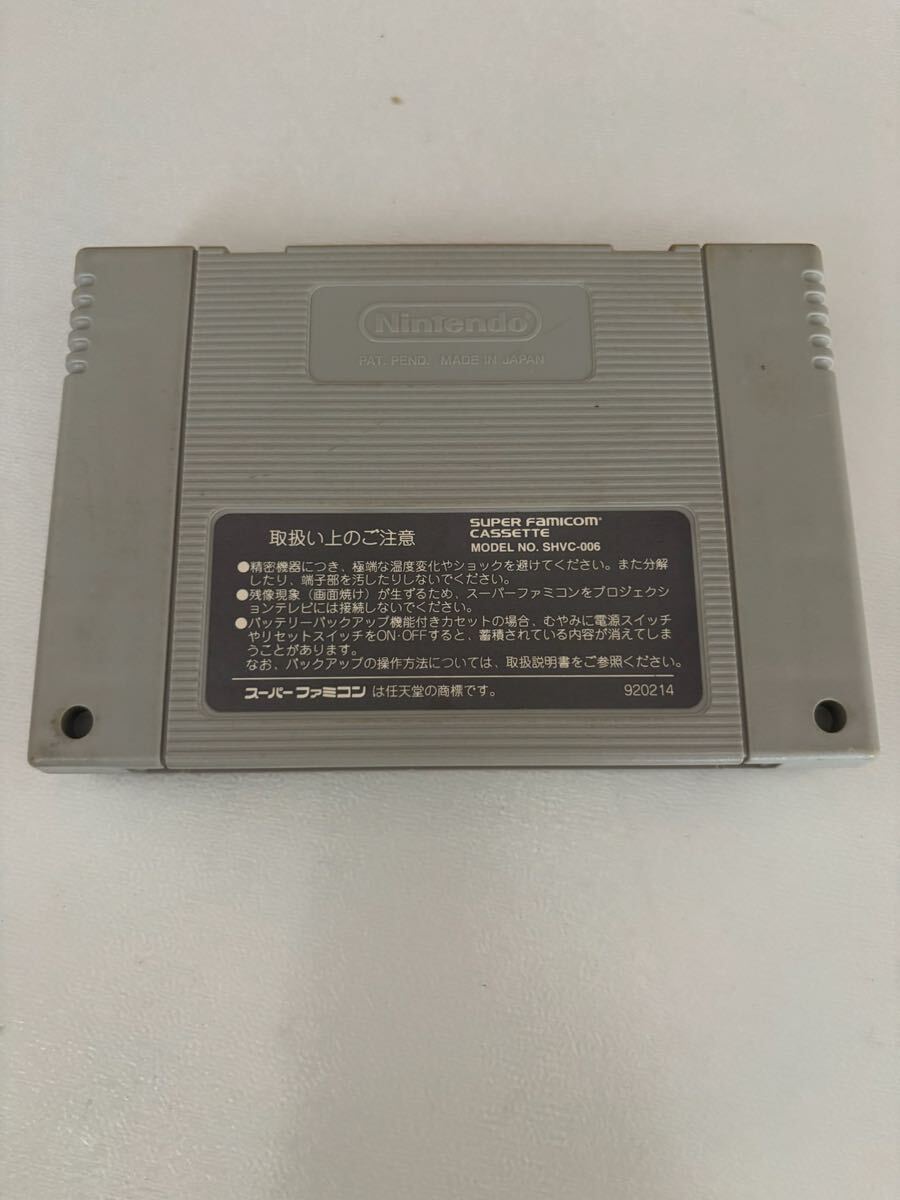 Nintendo
PAT. PEND. MADE IN JAPAN
取扱い上のご注意
SUPER FAMICOM
CASSETTE
MODEL NO. SHVC-006
●精密機器につき、極端な温度変化やショックを避けてください。また分解
したり、端子部を汚したりしないでください。
●残像現象（画面焼け）が生ずるため、スーパーファミコンをプロジェクシ
ョンテレビには接続しないでください。
●バッテリーバックアップ機能付きカセットの場合、むやみに電源スイッチ
やリセットスイッチをON・OFFすると、蓄積されている内容が消えてしま
うことがあります。
なお、バックアップの操作方法については、取扱説明書をご参照ください。
スーパーファミコン は任天堂の商標です。
920214